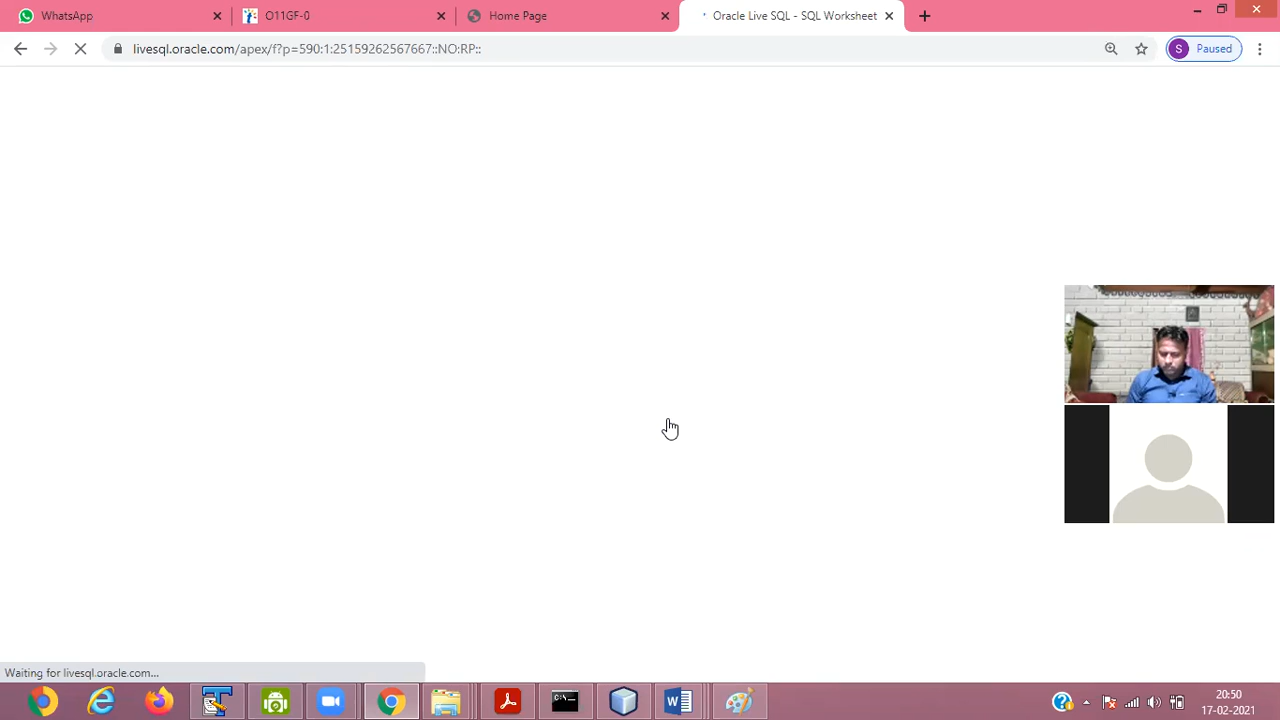 WhatsApp
O11GF-0
Home Page
Oracle Live SQL - SQL Worksheet
livesql.oracle.com/apex/f?p=590:1:25159262567667::NO:RP::
S
Paused
Waiting for livesql.oracle.com...
20:50
17-02-2021